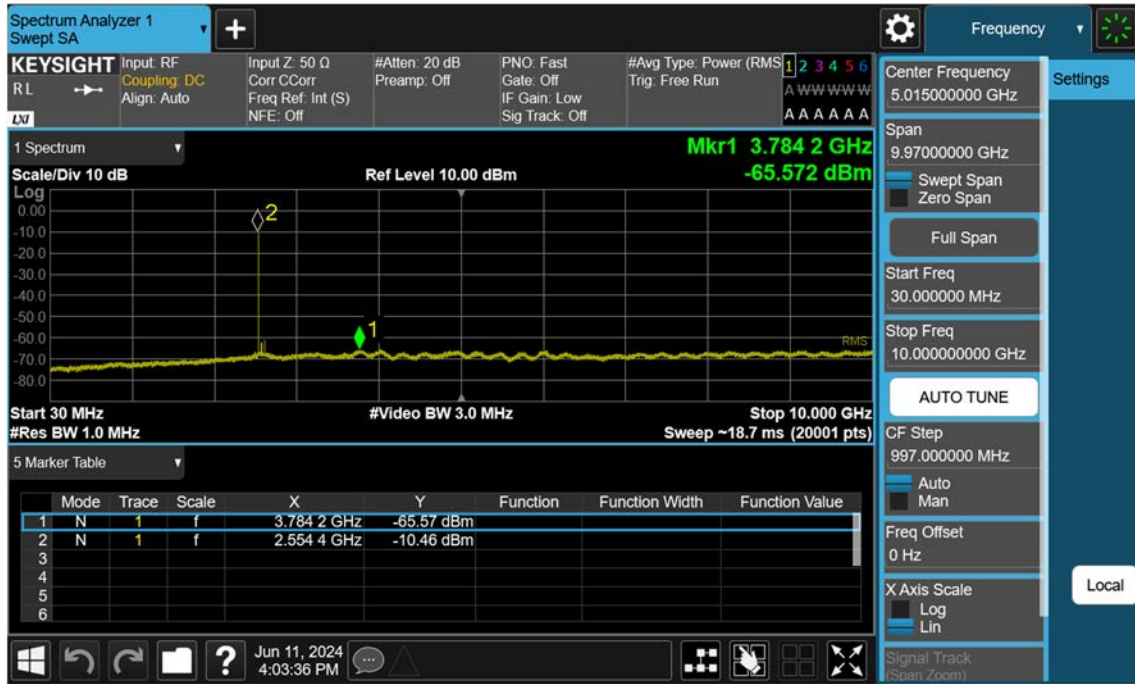 Spectrum Analyzer 1
Swept SA
Frequency
KEYSIGHT
RL
LXI
Input: RF
Coupling: DC
Align: Auto
Input Z: 50 Ω
Corr CCorr
Freq Ref: Int (S)
NFE: Off
#Atten: 20 dB
Preamp: Off
PNO: Fast
Gate: Off
IF Gain: Low
Sig Track: Off
#Avg Type: Power (RMS
Trig: Free Run
1 2 3 4 5 6
A W W W W W
A A A A A A
1 Spectrum
Scale/Div 10 dB
Ref Level 10.00 dBm
Mkr1 3.784 2 GHz
-65.572 dBm
Log
0.00
-10.0
-20.0
-30.0
-40.0
-50.0
-60.0
-70.0
-80.0
2
1
RMS
Start 30 MHz
#Video BW 3.0 MHz
Stop 10.000 GHz
#Res BW 1.0 MHz
Sweep ~18.7 ms (20001 pts)
5 Marker Table
Mode Trace Scale X Y Function Function Width Function Value
1 N 1 f 3.784 2 GHz -65.57 dBm
2 N 1 f 2.554 4 GHz -10.46 dBm
3
4
5
6
Jun 11, 2024
4:03:36 PM
Center Frequency
5.015000000 GHz
Span
9.97000000 GHz
Swept Span
Zero Span
Full Span
Start Freq
30.000000 MHz
Stop Freq
10.000000000 GHz
AUTO TUNE
CF Step
997.000000 MHz
Auto
Man
Freq Offset
0 Hz
X Axis Scale
Log
Lin
Signal Track
(Span Zoom)
Settings
Local